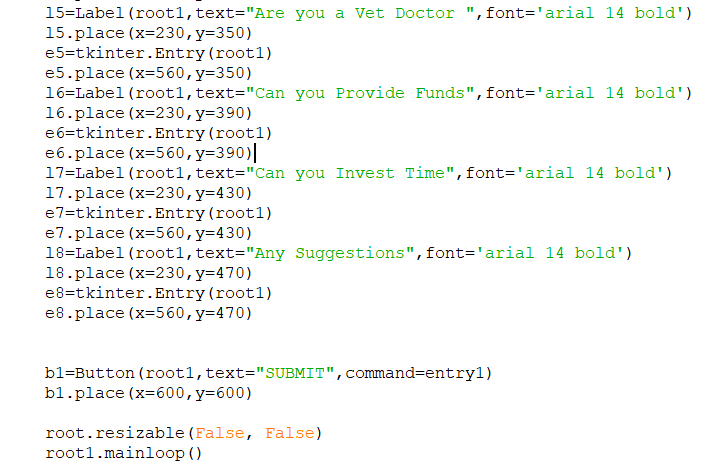 l5=Label(root1,text="Are you a Vet Doctor ",font='arial 14 bold')
l5.place(x=230,y=350)
e5=tkinter.Entry(root1)
e5.place(x=560,y=350)
l6=Label(root1,text="Can you Provide Funds",font='arial 14 bold')
l6.place(x=230,y=390)
e6=tkinter.Entry(root1)
e6.place(x=560,y=390)
l7=Label(root1,text="Can you Invest Time",font='arial 14 bold')
l7.place(x=230,y=430)
e7=tkinter.Entry(root1)
e7.place(x=560,y=430)
l8=Label(root1,text="Any Suggestions",font='arial 14 bold')
l8.place(x=230,y=470)
e8=tkinter.Entry(root1)
e8.place(x=560,y=470)
b1=Button(root1,text="SUBMIT",command=entry1)
b1.place(x=600,y=600)
root.resizable(False, False)
root1.mainloop()